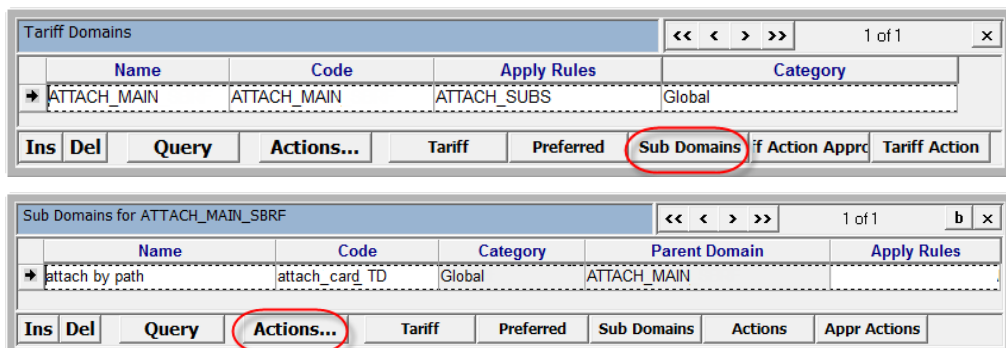 Tariff Domains << < > >> 1 of 1 x
Name Code Apply Rules Category
ATTACH_MAIN ATTACH_MAIN ATTACH_SUBS Global
Ins Del Query Actions... Tariff Preferred Sub Domains f Action Appro Tariff Action
Sub Domains for ATTACH_MAIN_SBRF << < > >> 1 of 1 b x
Name Code Category Parent Domain Apply Rules
attach by path attach_card_TD Global ATTACH_MAIN
Ins Del Query Actions... Tariff Preferred Sub Domains Actions Appr Actions